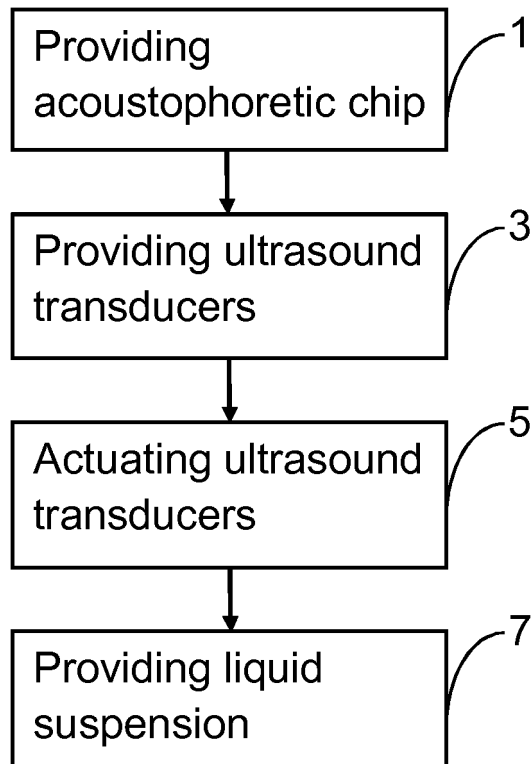 Providing
acoustophoretic chip
1
Providing ultrasound
transducers
3
Actuating ultrasound
transducers
5
Providing liquid
suspension
7